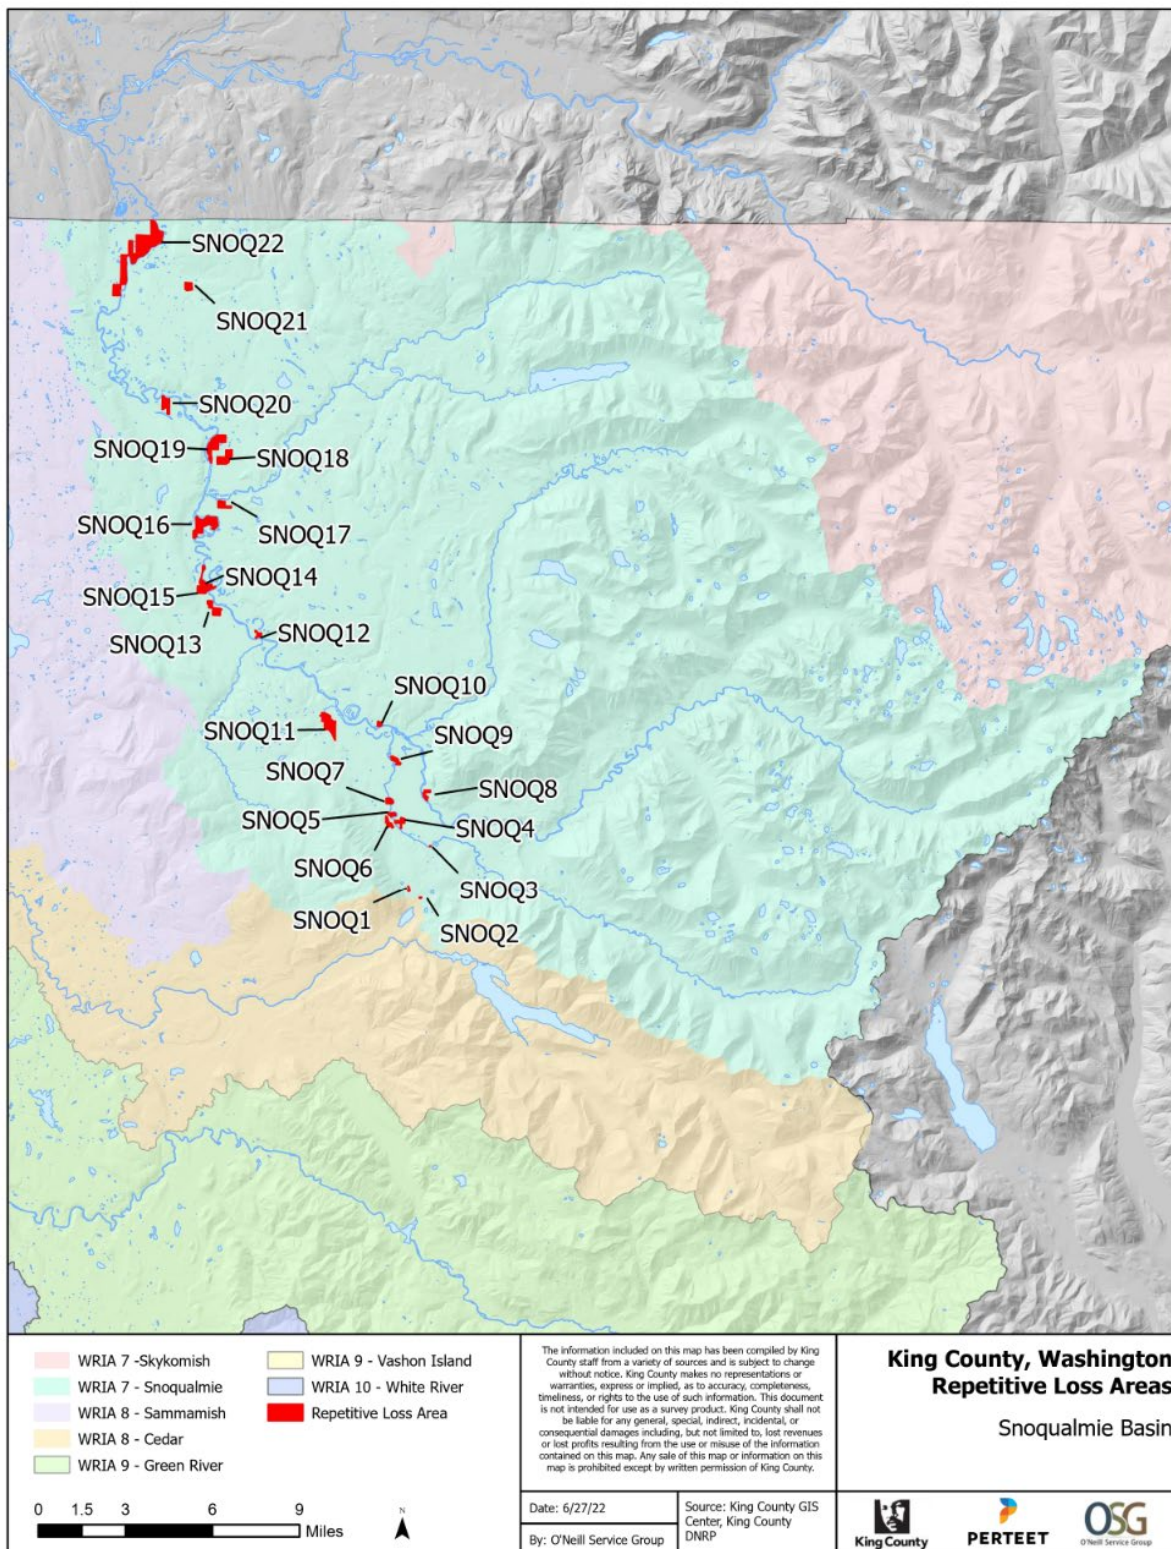 SNOQ22
SNOQ21
SNOQ20
SNOQ19
SNOQ18
SNOQ16
SNOQ17
SNOQ14
SNOQ15
SNOQ13
SNOQ12
SNOQ10
SNOQ11
SNOQ9
SNOQ7
SNOQ8
SNOQ5
SNOQ4
SNOQ6
SNOQ3
SNOQ1
SNOQ2
WRIA 7 -Skykomish
WRIA 7 - Snoqualmie
WRIA 8 - Sammamish
WRIA 8 - Cedar
WRIA 9 - Green River
WRIA 9 - Vashon Island
WRIA 10 - White River
Repetitive Loss Area
0 1.5 3 6 9
Miles
N
The information included on this map has been compiled by King
County staff from a variety of sources and is subject to change
without notice. King County makes no representations or
warranties, express or implied, as to accuracy, completeness,
timeliness, or rights to the use of such information. This document
is not intended for use as a survey product. King County shall not
be liable for any general, special, indirect, incidental, or
consequential damages including, but not limited to, lost revenues
or lost profits resulting from the use or misuse of the information
contained on this map. Any sale of this map or information on this
map is prohibited except by written permission of King County.
Date: 6/27/22
By: O'Neill Service Group
Source: King County GIS
Center, King County
DNRP
King County, Washington
Repetitive Loss Areas
Snoqualmie Basin
King County
PERTEET
OSG
O'Neill Service Group